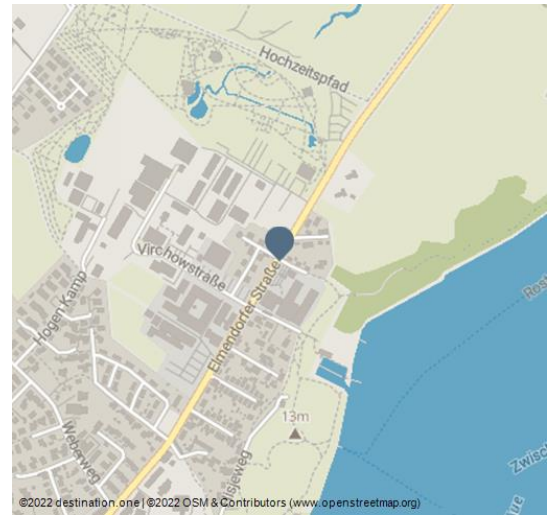 Hochzeitspfad
Virchowstraße
Elmendorfer Straße
Hogen Kamp
Weberweg
13m
©2022 destination.one | ©2022 OSM & Contributors (www.openstreetmap.org)